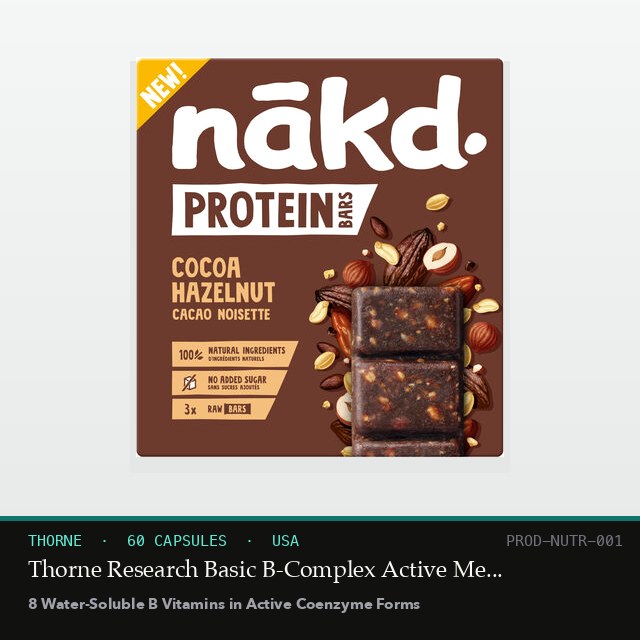 NEW!
nākd.
PROTEIN BARS
COCOA
HAZELNUT
CACAO NOISETTE
100% NATURAL INGREDIENTS
D'INGRÉDIENTS NATURELS
NO ADDED SUGAR
SANS SUCRES AJOUTÉS
3x RAW BARS
THORNE · 60 CAPSULES · USA
PROD–NUTR–001
Thorne Research Basic B-Complex Active Me...
8 Water-Soluble B Vitamins in Active Coenzyme Forms